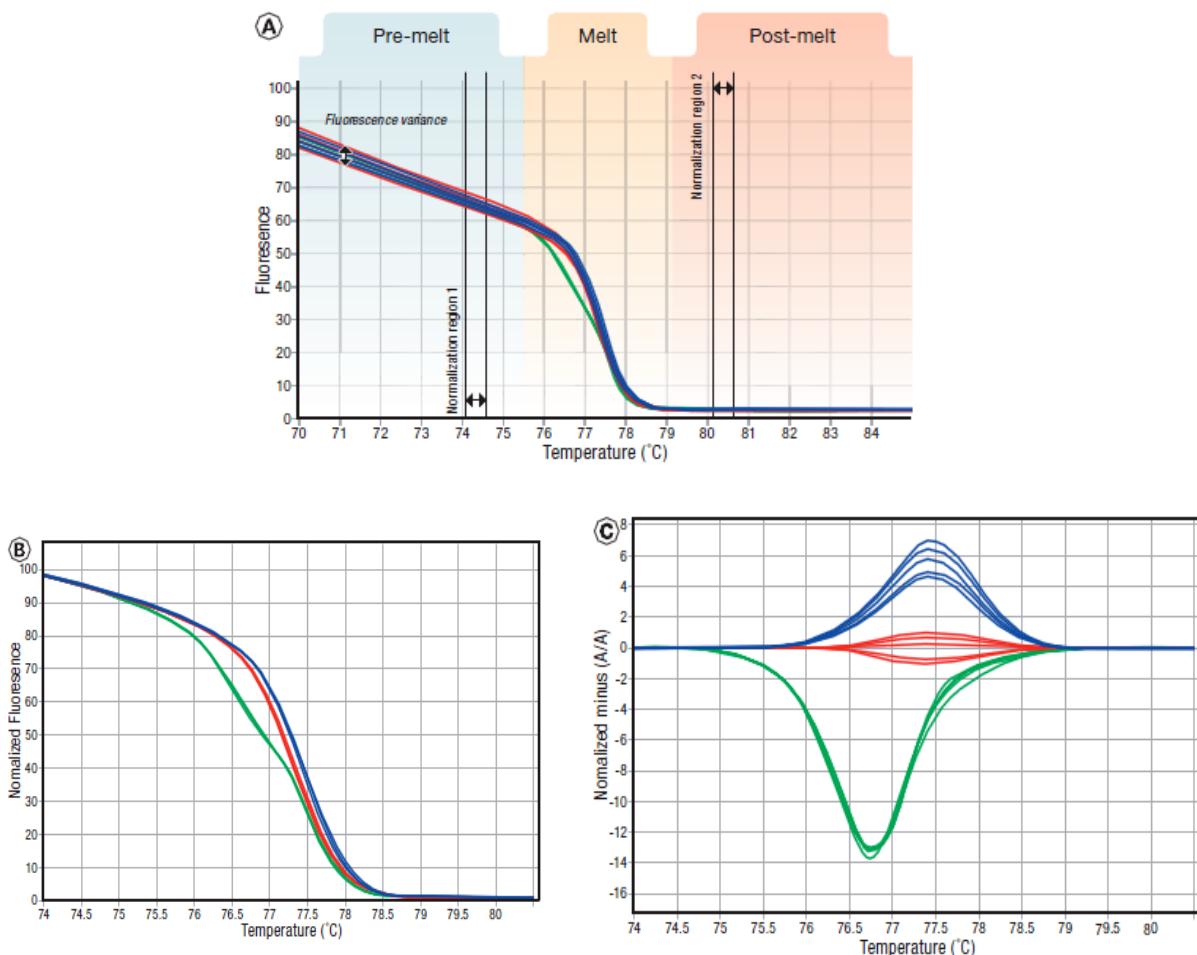 A
Pre-melt
Melt
Post-melt
100
90
80
70
60
50
40
30
20
10
0
Fluoresence
Fluorescence variance
Normalization region 1
Normalization region 2
70 71 72 73 74 75 76 77 78 79 80 81 82 83 84
Temperature (˚C)
B
100
90
80
70
60
50
40
30
20
10
0
Nomalized Fluorescence
74 74.5 75 75.5 76 76.5 77 77.5 78 78.5 79 79.5 80
Temperature (˚C)
C
8
6
4
2
0
-2
-4
-6
-8
-10
-12
-14
-16
Nomalized minus (A/A)
74 74.5 75 75.5 76 76.5 77 77.5 78 78.5 79 79.5 80
Temperature (˚C)